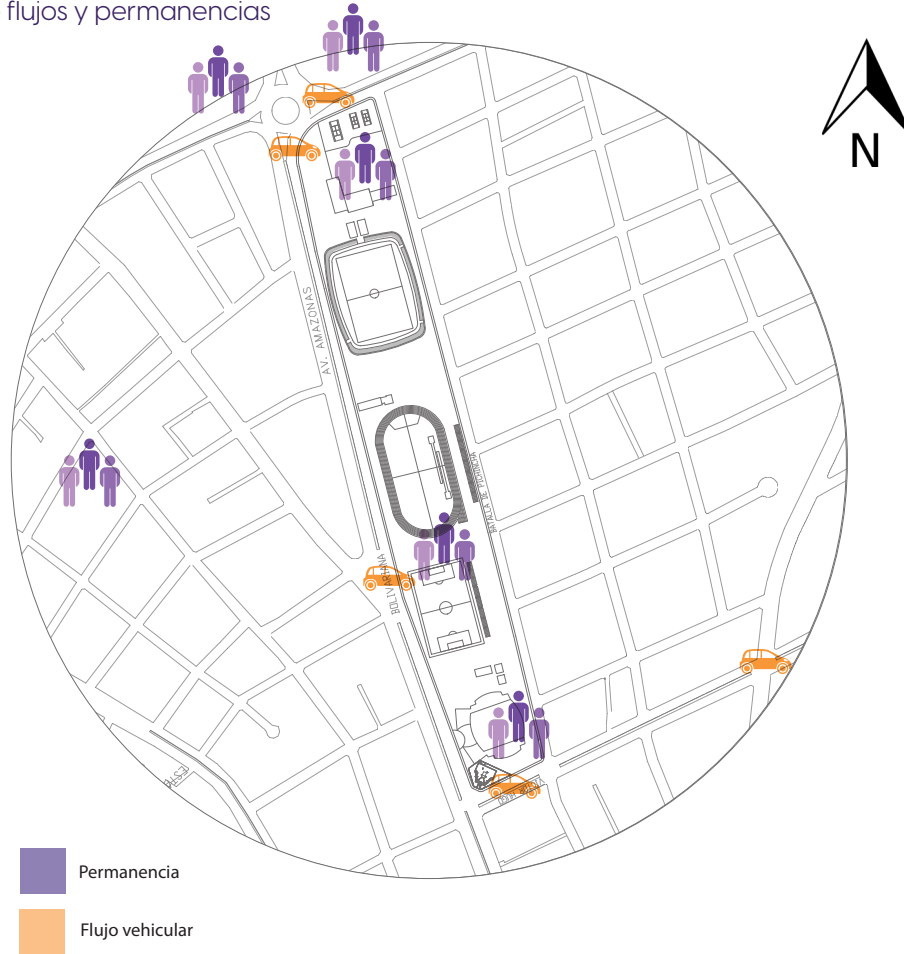 flujos y permanencias
N
AV. AMAZONAS
BATALLA DE PICHINCHA
BOLIVARIANA
Permanencia
Flujo vehicular